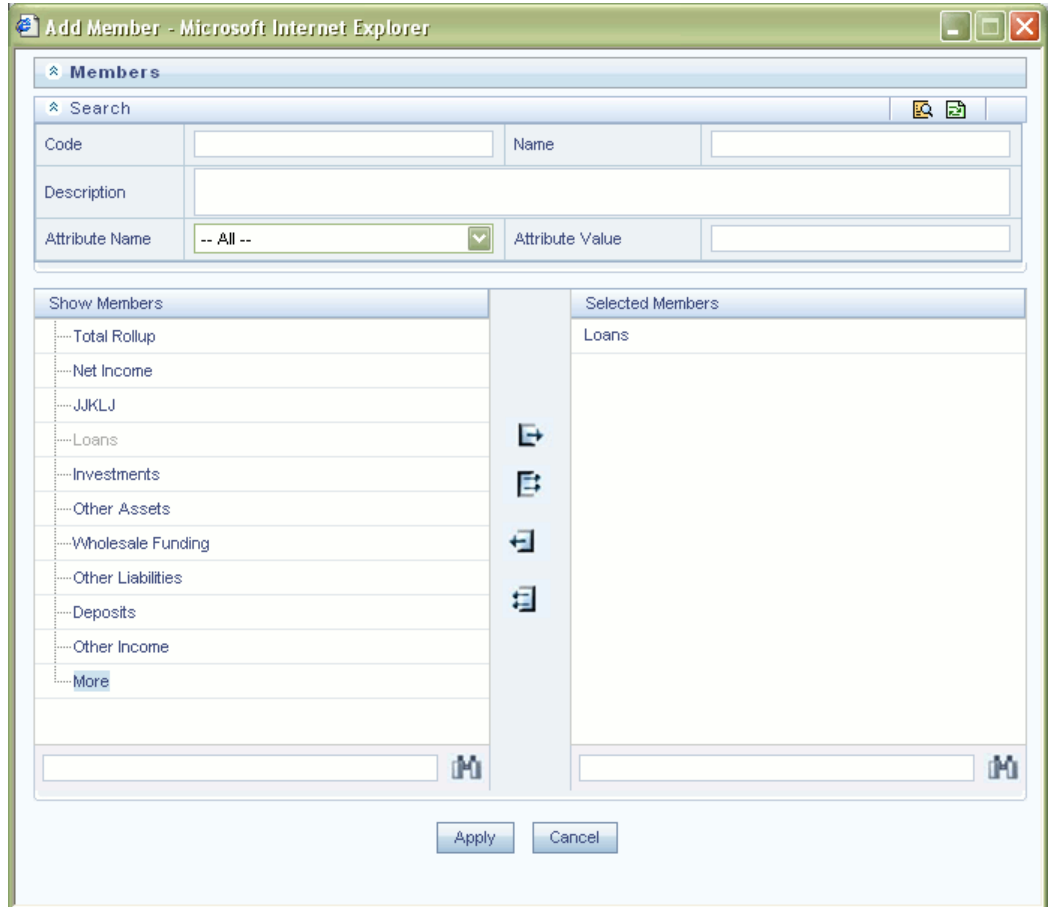 Add Member - Microsoft Internet Explorer
Members
Search
Code
Name
Description
Attribute Name
-- All --
Attribute Value
Show Members
Selected Members
Total Rollup
Loans
Net Income
JJKLJ
Loans
Investments
Other Assets
Wholesale Funding
Other Liabilities
Deposits
Other Income
More
Apply
Cancel